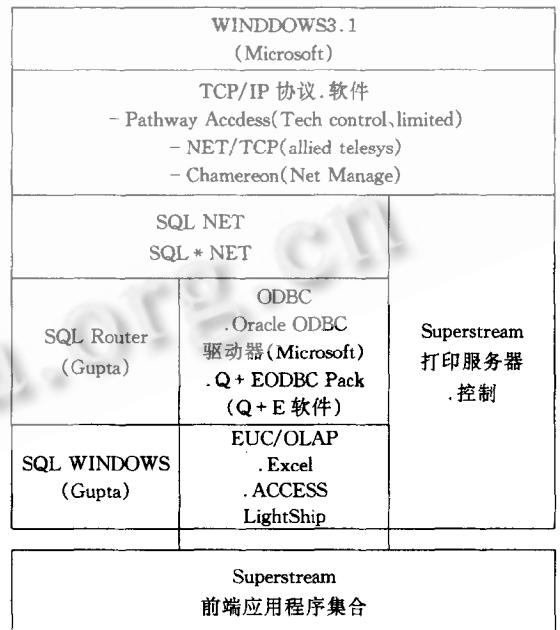 WINDDOWS3.1
(Microsoft)
TCP/IP 协议.软件
- Pathway Accdess(Tech control、limited)
- NET/TCP(allied telesys)
- Chamereon(Net Manage)
SQL NET
SQL * NET
SQL Router
(Gupta)
ODBC
.Oracle ODBC
驱动器(Microsoft)
.Q + EODBC Pack
(Q + E 软件)
Superstream
打印服务器
.控制
SQL WINDOWS
(Gupta)
EUC/OLAP
.Excel
.ACCESS
LightShip
Superstream
前端应用程序集合
a.org.cn